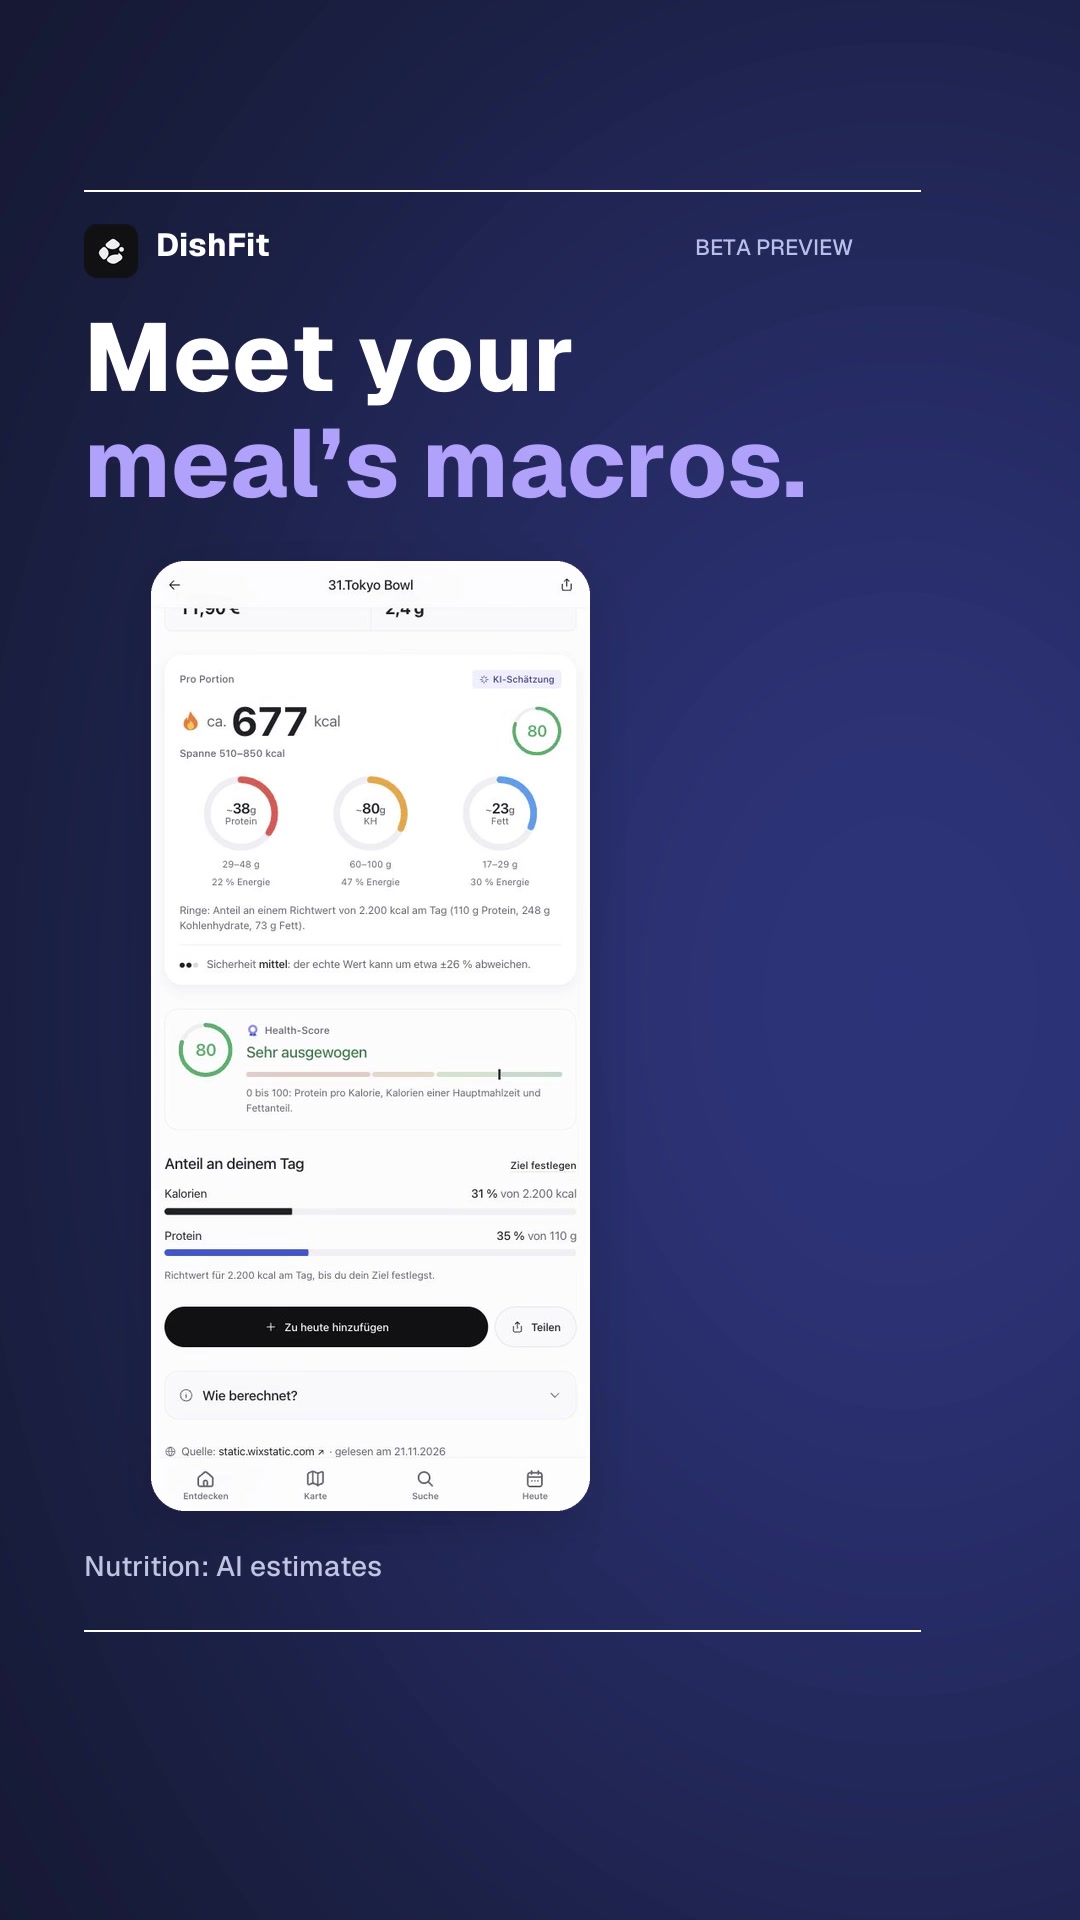 DishFit
BETA PREVIEW
Meet your
meal’s macros.
31.Tokyo Bowl
11,90 €
2,4 g
Pro Portion
KI-Schätzung
ca. 677 kcal
80
Spanne 510–850 kcal
~38g
Protein
~80g
KH
~23g
Fett
29–48 g
60–100 g
17–29 g
22 % Energie
47 % Energie
30 % Energie
Ringe: Anteil an einem Richtwert von 2.200 kcal am Tag (110 g Protein, 248 g
Kohlenhydrate, 73 g Fett).
Sicherheit mittel: der echte Wert kann um etwa ±26 % abweichen.
80
Health-Score
Sehr ausgewogen
0 bis 100: Protein pro Kalorie, Kalorien einer Hauptmahlzeit und
Fettanteil.
Anteil an deinem Tag
Ziel festlegen
Kalorien
31 % von 2.200 kcal
Protein
35 % von 110 g
Richtwert für 2.200 kcal am Tag, bis du dein Ziel festlegst.
+ Zu heute hinzufügen
Teilen
Wie berechnet?
Quelle: static.wixstatic.com ↗ · gelesen am 21.11.2026
Entdecken
Karte
Suche
Heute
Nutrition: AI estimates